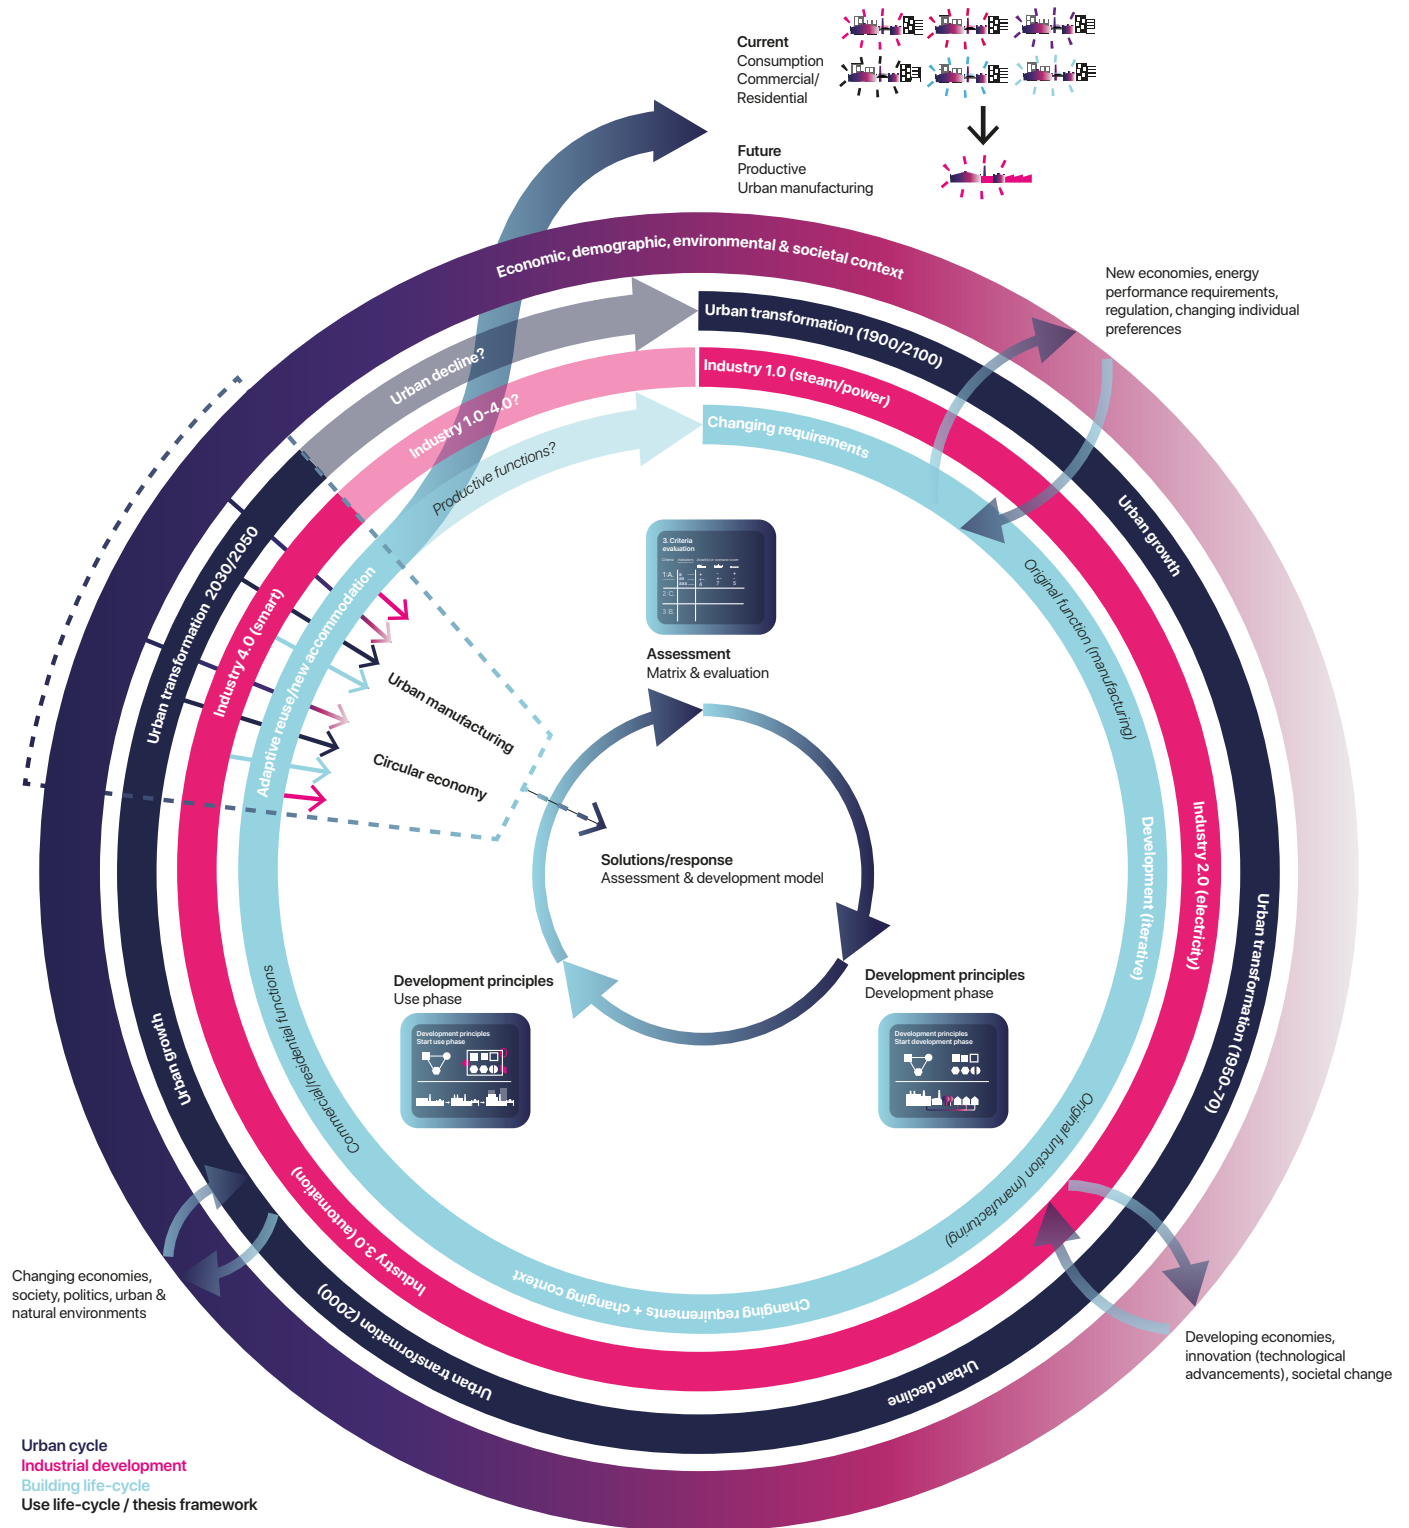 Current
Consumption
Commercial/
Residential
Future
Productive
Urban manufacturing
Economic, demographic, environmental & societal context
New economies, energy
performance requirements,
regulation, changing individual
preferences
Urban decline?
Urban transformation (1900/2100)
Industry 1.0-4.0?
Industry 1.0 (steam/power)
Productive functions?
Changing requirements
Urban growth
Original function (manufacturing)
Urban transformation 2030/2050
Industry 4.0 (smart)
Adaptive reuse/new accommodation
3. Criteria
evaluation
1 A.
2 C.
3 B.
Assessment
Matrix & evaluation
Urban manufacturing
Circular economy
Solutions/response
Assessment & development model
Development (iterative)
Industry 2.0 (electricity)
Urban transformation (1950-70)
Development principles
Use phase
Development principles
Start use phase
Development principles
Development phase
Development principles
Start development phase
Commercial/residential functions
Urban growth
Original function (manufacturing)
Industry 3.0 (automation)
Changing requirements + changing context
Urban transformation (2000)
Urban decline
Changing economies,
society, politics, urban &
natural environments
Developing economies,
innovation (technological
advancements), societal change
Urban cycle
Industrial development
Building life-cycle
Use life-cycle / thesis framework